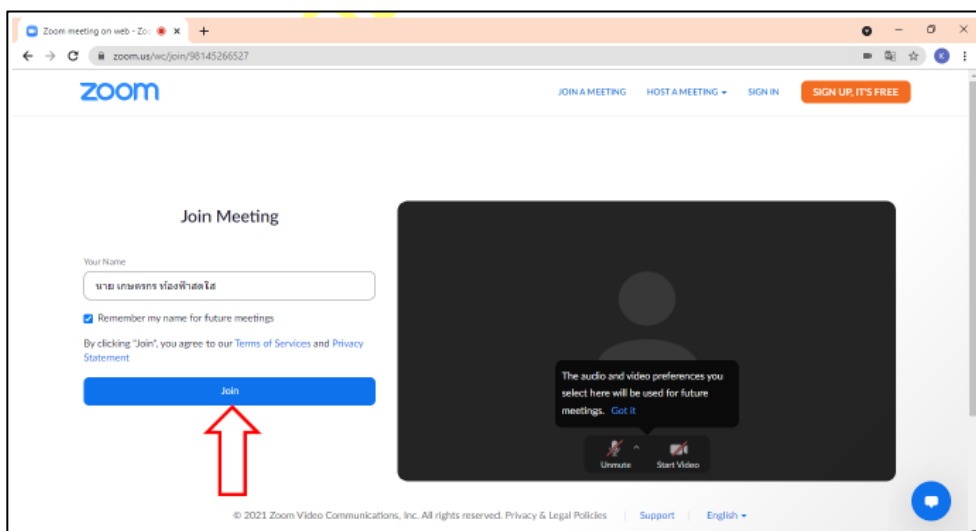 Zoom meeting on web - Zo
zoom.us/wc/join/98145266527
K
zoom
JOIN A MEETING
HOST A MEETING
SIGN IN
SIGN UP, IT'S FREE
Join Meeting
Your Name
นาย เกษตรกร ท้องฟ้าสดใส
Remember my name for future meetings
By clicking "Join", you agree to our Terms of Services and Privacy
Statement
Join
The audio and video preferences you
select here will be used for future
meetings. Got it
Unmute
Start Video
© 2021 Zoom Video Communications, Inc. All rights reserved. Privacy & Legal Policies
Support
English